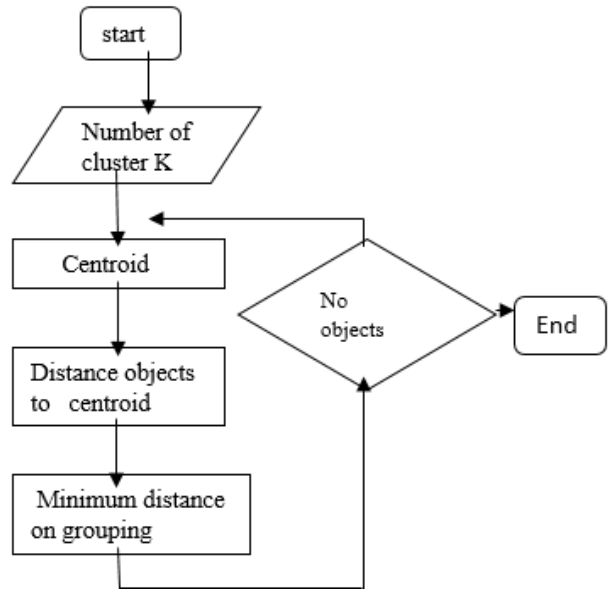 start
Number of
cluster K
Centroid
Distance objects
to centroid
Minimum distance
on grouping
No
objects
End